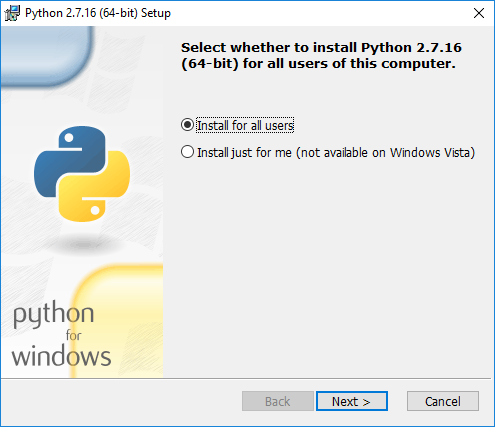 Python 2.7.16 (64-bit) Setup
Select whether to install Python 2.7.16
(64-bit) for all users of this computer.
Install for all users
Install just for me (not available on Windows Vista)
python
for
windows
Back
Next >
Cancel